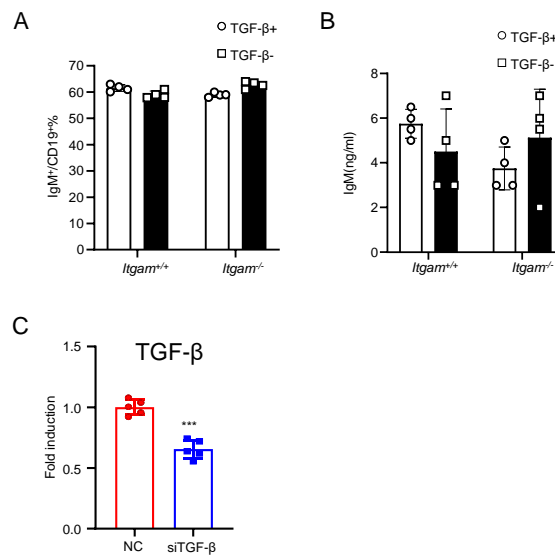 A
TGF-β+
TGF-β-
IgM⁺/CD19⁺%
80
70
60
50
40
30
20
10
0
Itgam⁺/⁺
Itgam⁻/⁻
B
TGF-β+
TGF-β-
IgM(ng/ml)
8
6
4
2
0
Itgam⁺/⁺
Itgam⁻/⁻
C
TGF-β
Fold induction
1.5
1.0
0.5
0.0
***
NC
siTGF-β